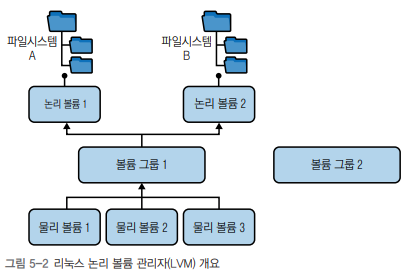 파일시스템
A
파일시스템
B
논리 볼륨 1
논리 볼륨 2
볼륨 그룹 1
볼륨 그룹 2
물리 볼륨 1
물리 볼륨 2
물리 볼륨 3
그림 5-2 리눅스 논리 볼륨 관리자(LVM) 개요